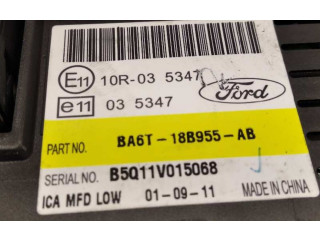 E11 10R-03 5347
Ford
e11 03 5347
PART NO. BA6T-18B955-AB
SERIAL NO. B5Q11V015068
ICA MFD LOW 01-09-11 MADE IN CHINA